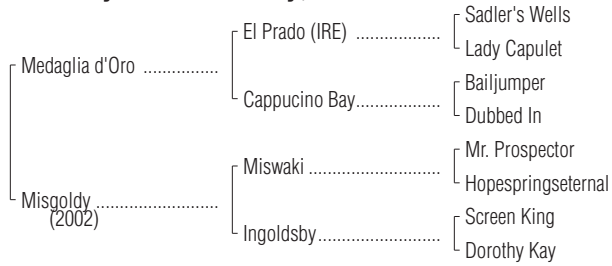 Sadler's Wells
El Prado (IRE) ..................
Lady Capulet
Medaglia d'Oro ................
Bailjumper
Cappucino Bay..................
Dubbed In
Mr. Prospector
Miswaki ............................
Hopespringseternal
Misgoldy ..........................
(2002)
Screen King
Ingoldsby..........................
Dorothy Kay